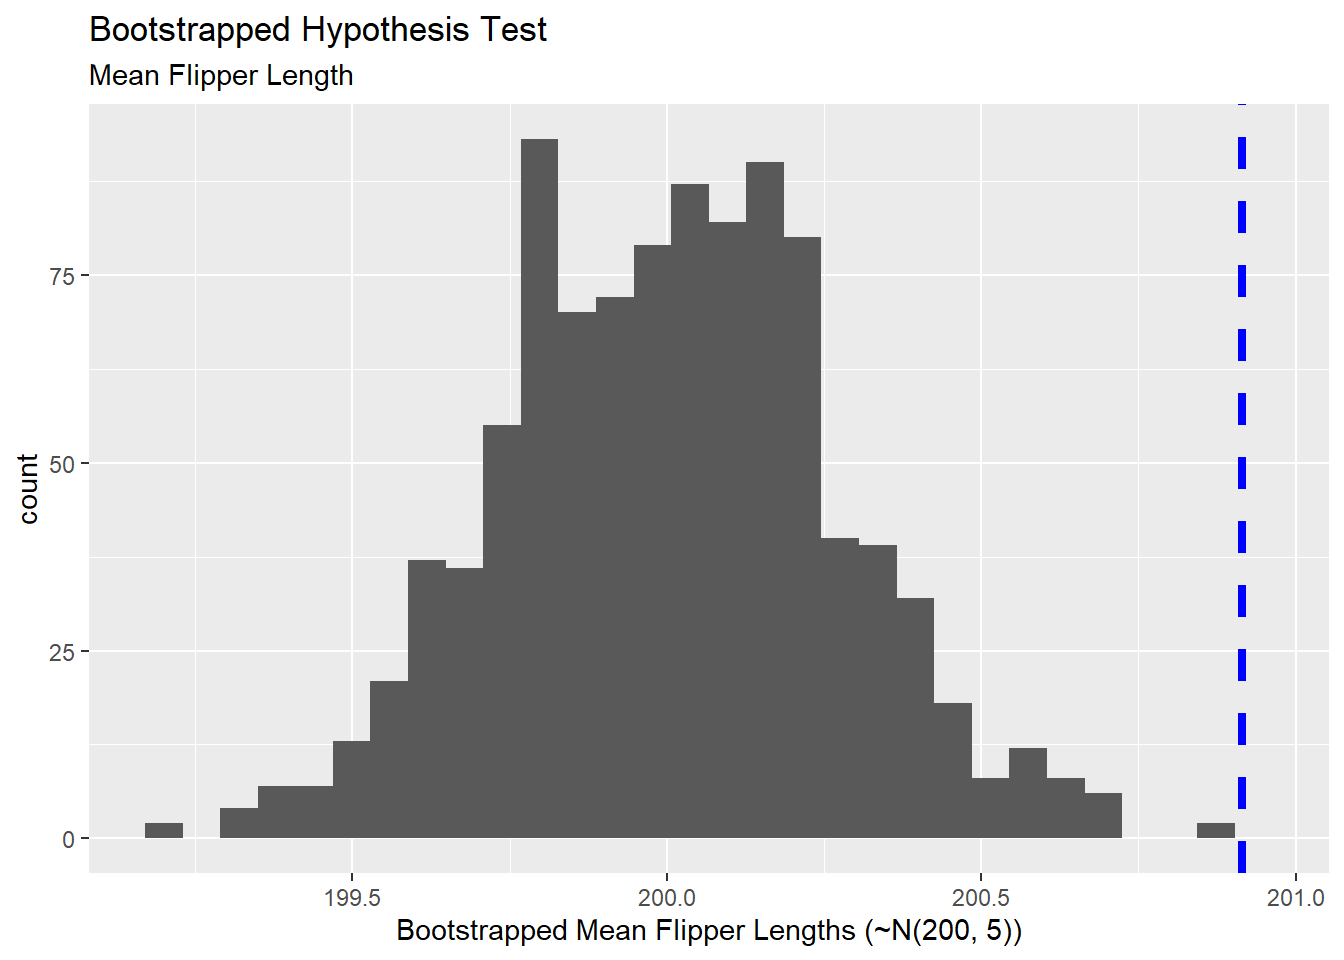 Bootstrapped Hypothesis Test
Mean Flipper Length
count
75
50
25
0
199.5
200.0
200.5
201.0
Bootstrapped Mean Flipper Lengths (~N(200, 5))